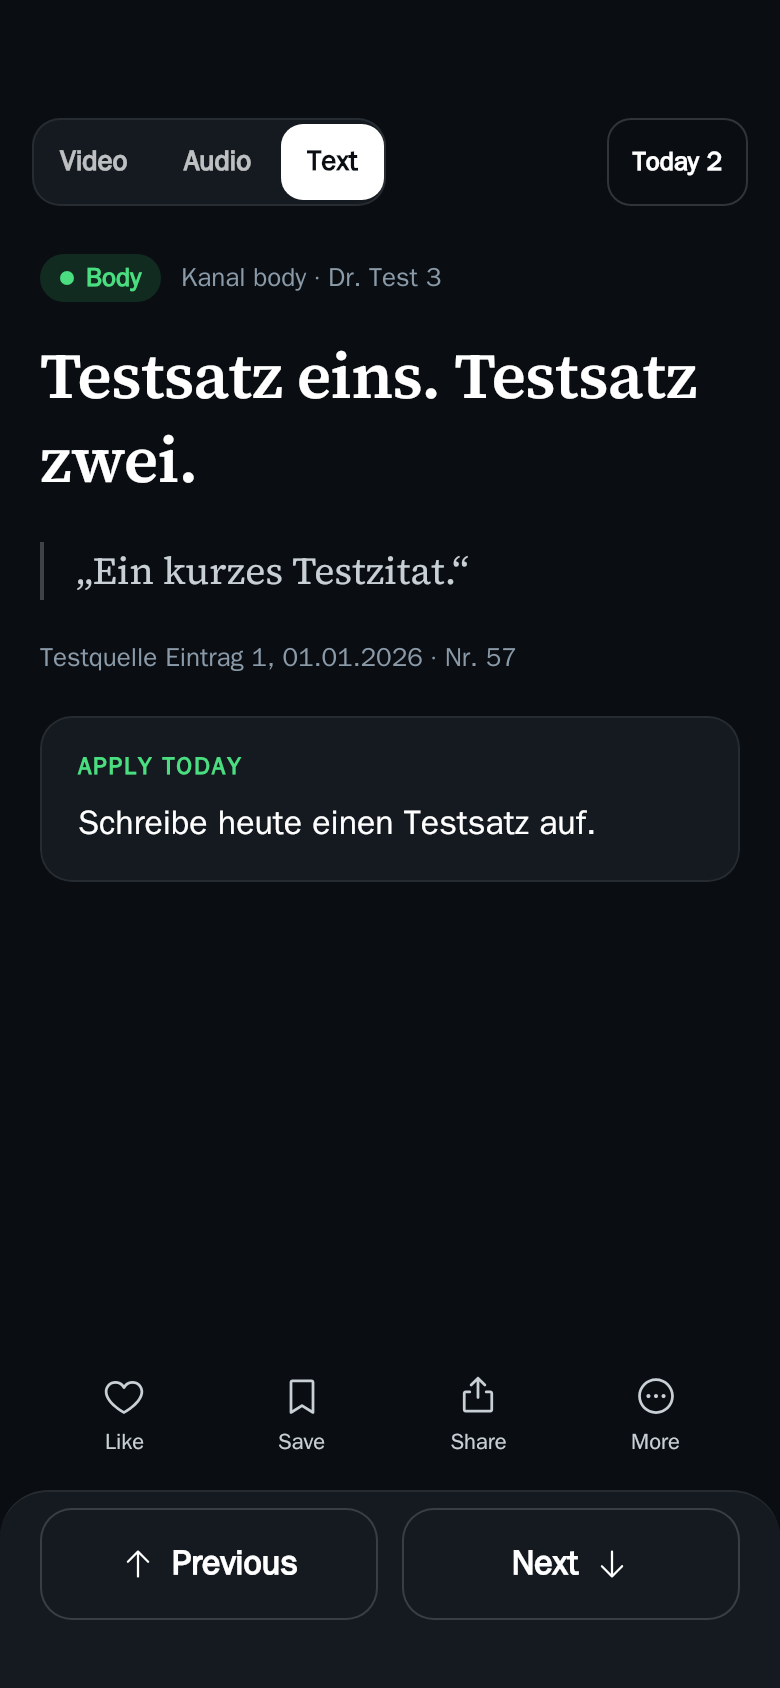 Video Audio Text Today 2
Body Kanal body · Dr. Test 3
Testsatz eins. Testsatz
zwei.
„Ein kurzes Testzitat.“
Testquelle Eintrag 1, 01.01.2026 · Nr. 57
APPLY TODAY
Schreibe heute einen Testsatz auf.
Like Save Share More
↑ Previous Next ↓